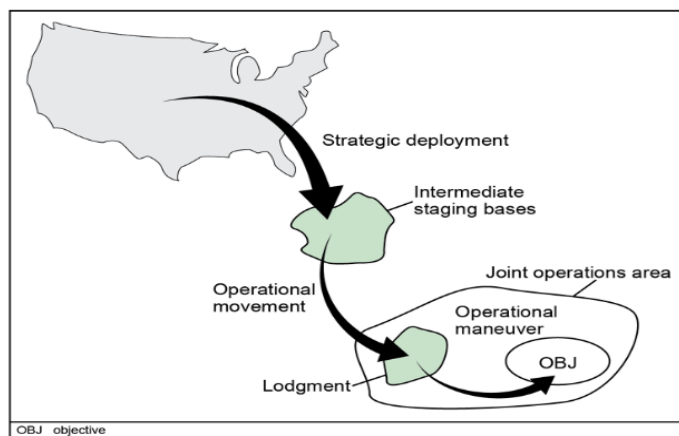 Strategic deployment
Intermediate
staging bases
Operational
movement
Joint operations area
Operational
maneuver
OBJ
Lodgment
OBJ objective